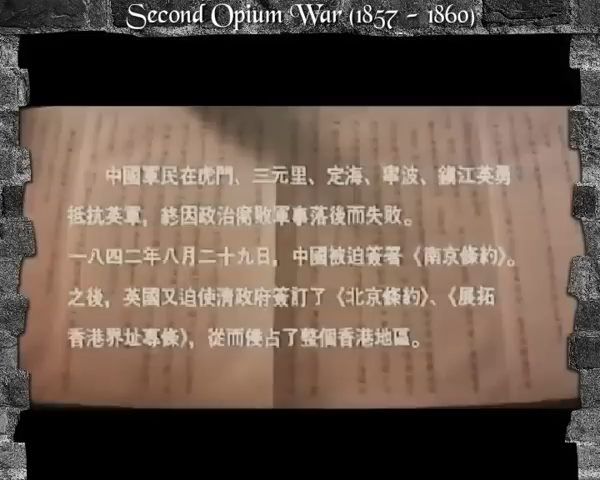 Second Opium War (1857 - 1860)
中國軍民在虎門、三元里、定海、寧波、鎮江英勇
抵抗英軍，終因政治腐敗軍事落後而失敗。
一八四二年八月二十九日，中國被迫簽署《南京條約》。
之後，英國又迫使清政府簽訂了《北京條約》、《展拓
香港界址專條》，從而侵占了整個香港地區。